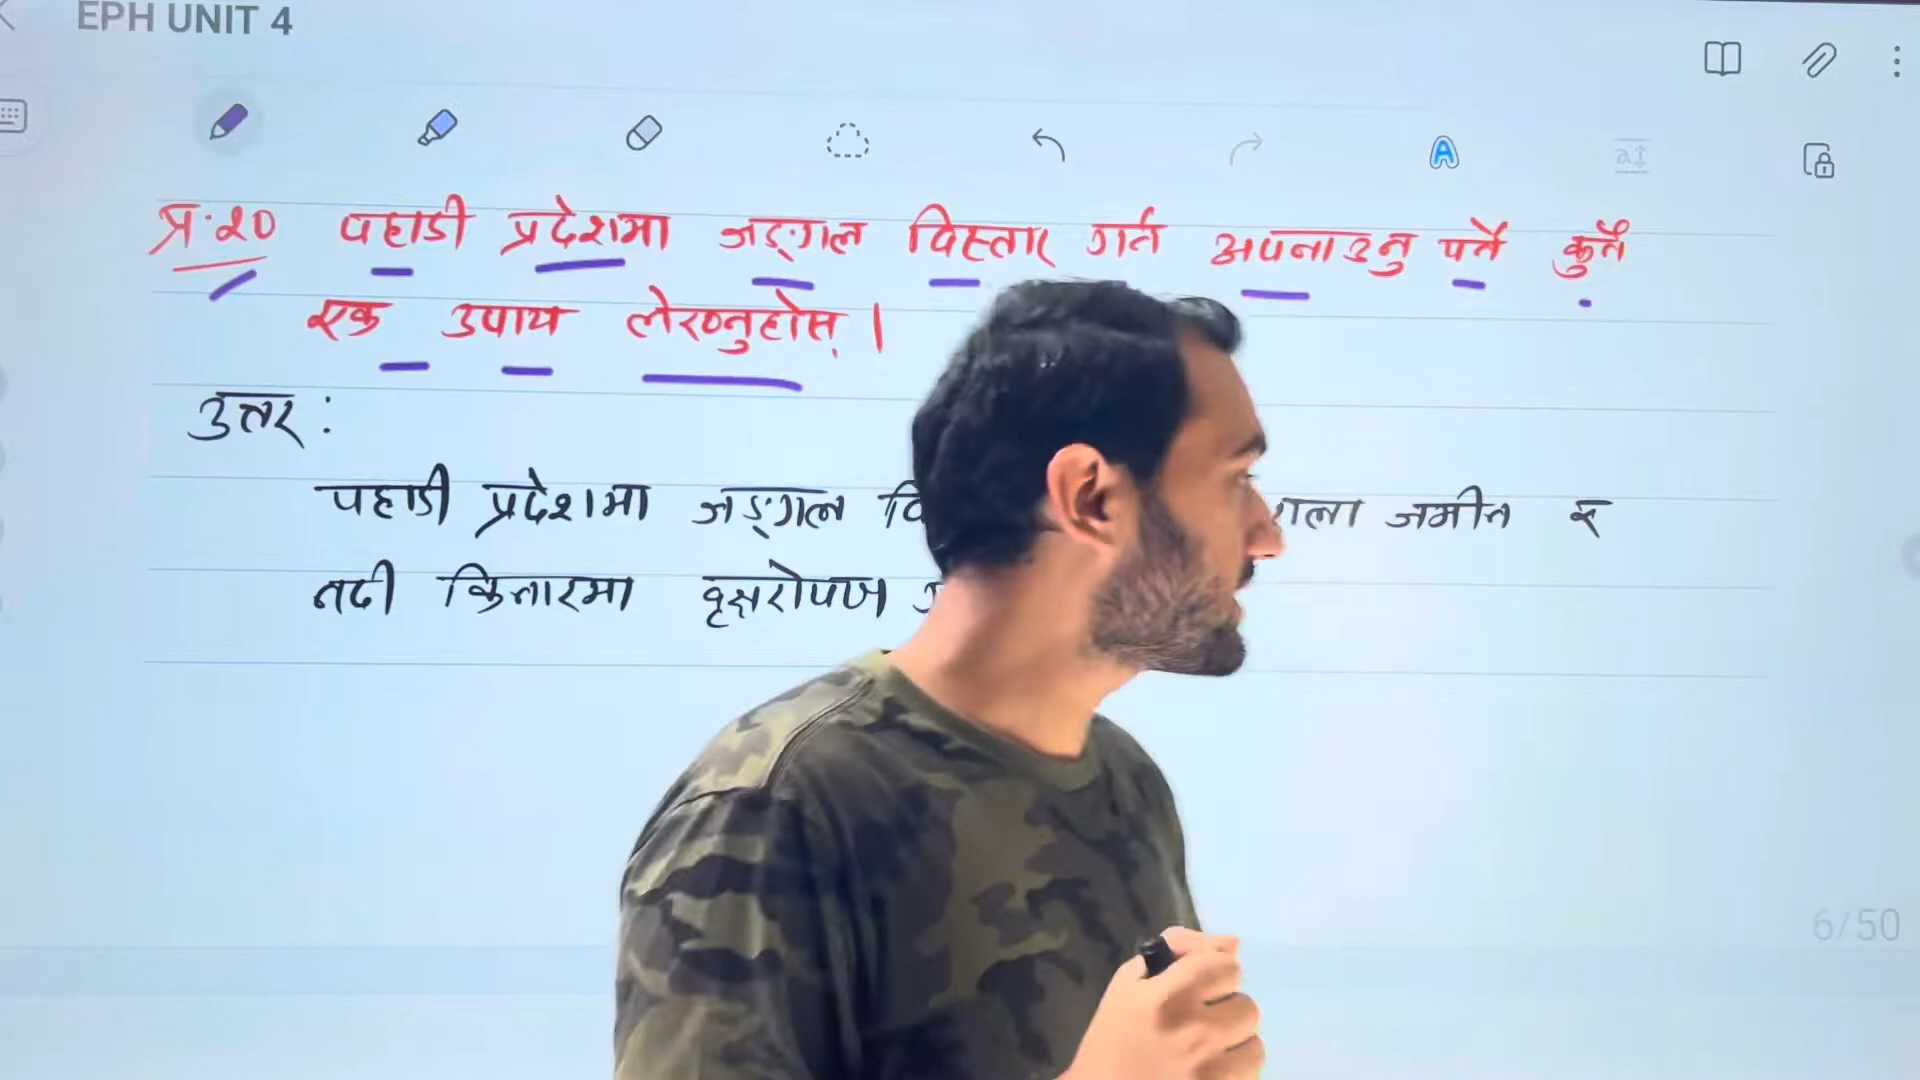 EPH UNIT 4
प्र.२० पहाडी प्रदेशमा जङ्गल विस्तार गर्न अपनाउनु पर्ने कुनै
एक उपाय लेख्नुहोस् ।
उत्तर :
पहाडी प्रदेशमा जङ्गल जमीन र
नदी किनारमा वृक्षरोपण
6/50